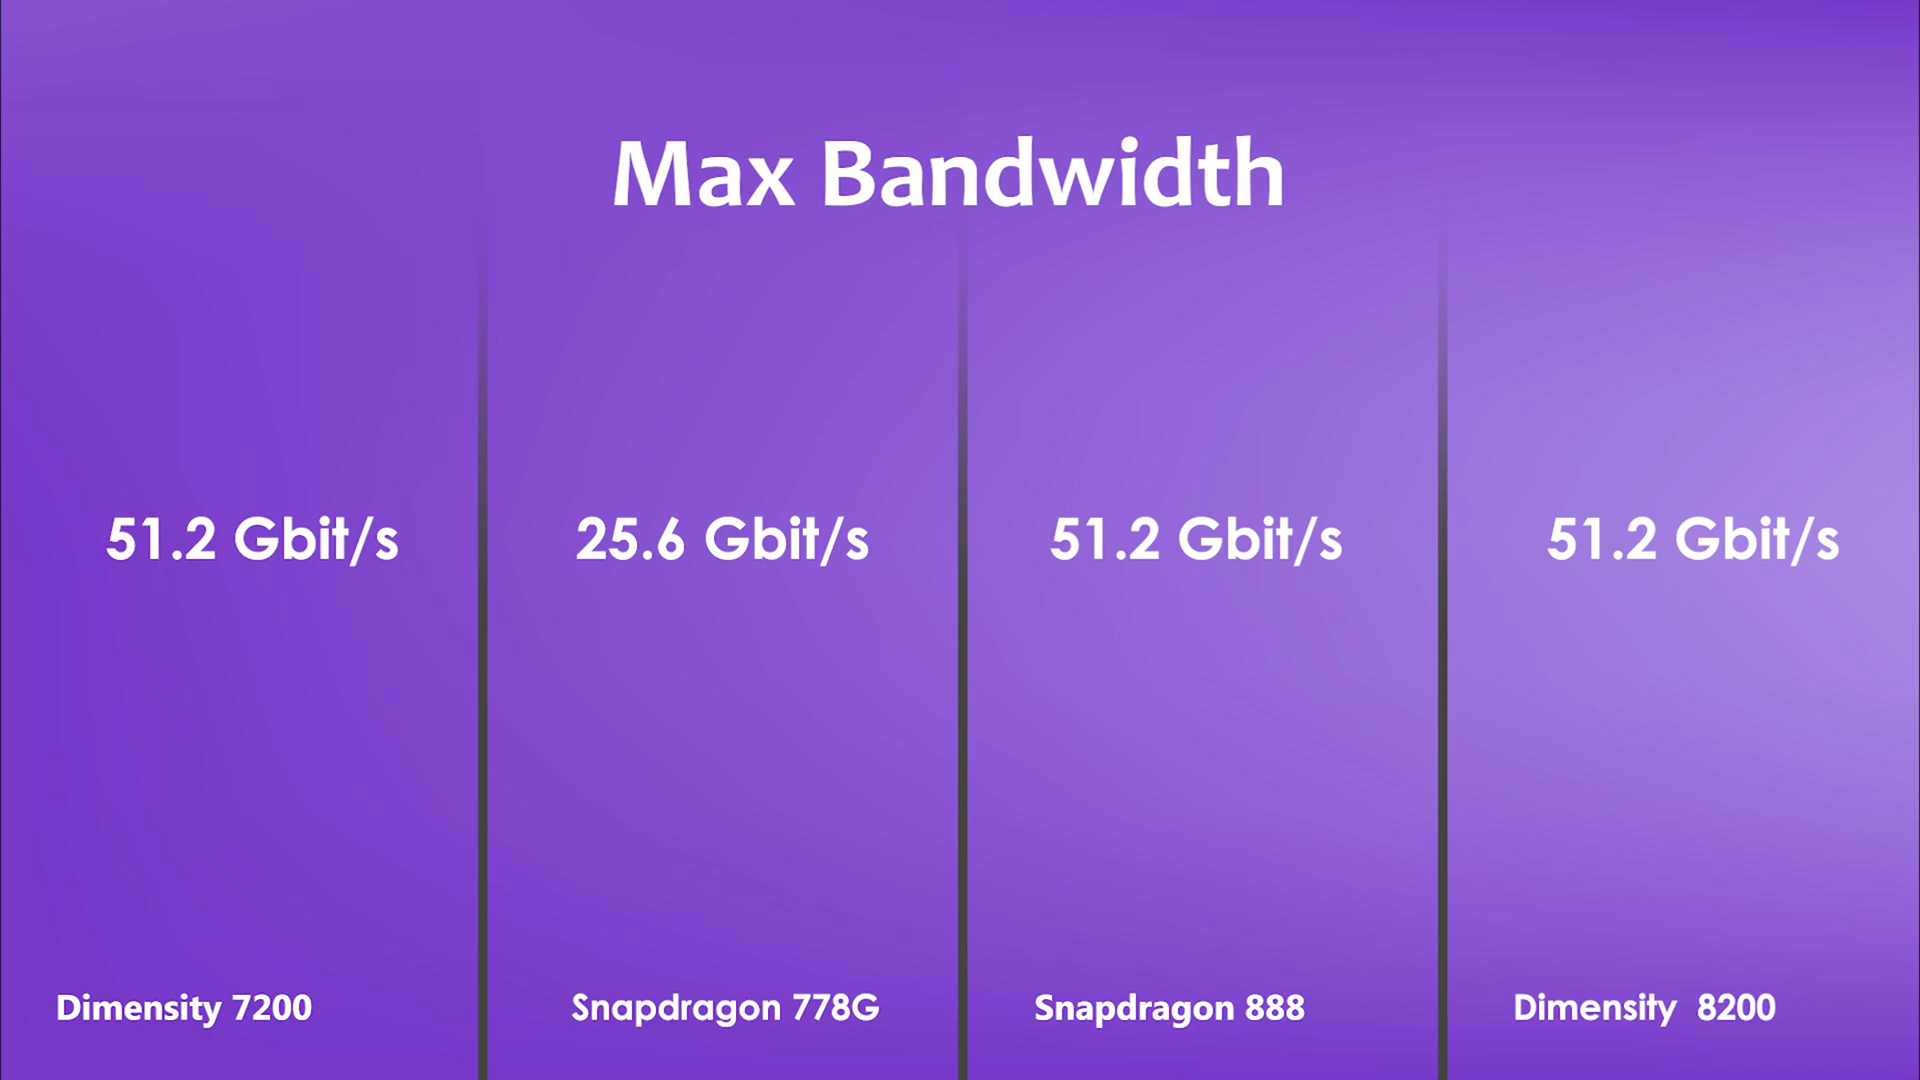 Max Bandwidth
51.2 Gbit/s
25.6 Gbit/s
51.2 Gbit/s
51.2 Gbit/s
Dimensity 7200
Snapdragon 778G
Snapdragon 888
Dimensity 8200